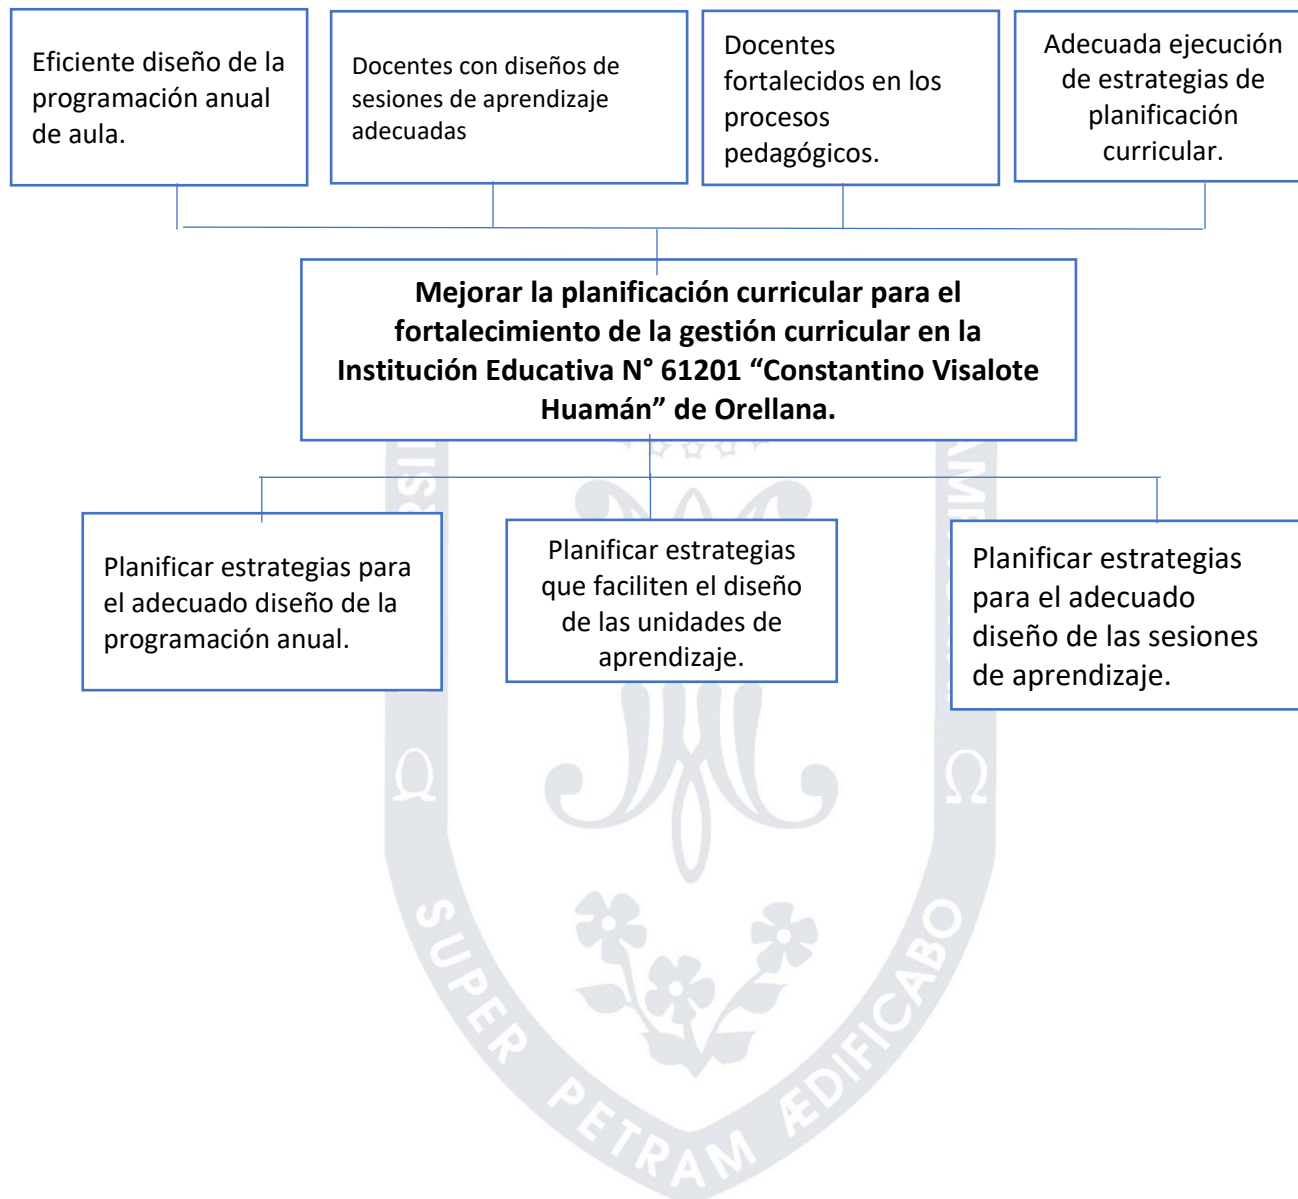 Eficiente diseño de la
programación anual
de aula.
Docentes con diseños de
sesiones de aprendizaje
adecuadas
Docentes
fortalecidos en los
procesos
pedagógicos.
Adecuada ejecución
de estrategias de
planificación
curricular.
Mejorar la planificación curricular para el
fortalecimiento de la gestión curricular en la
Institución Educativa N° 61201 “Constantino Visalote
Huamán” de Orellana.
Planificar estrategias para
el adecuado diseño de la
programación anual.
Planificar estrategias
que faciliten el diseño
de las unidades de
aprendizaje.
Planificar estrategias
para el adecuado
diseño de las sesiones
de aprendizaje.
Ω
SUPER PETRAM ÆDIFICABO